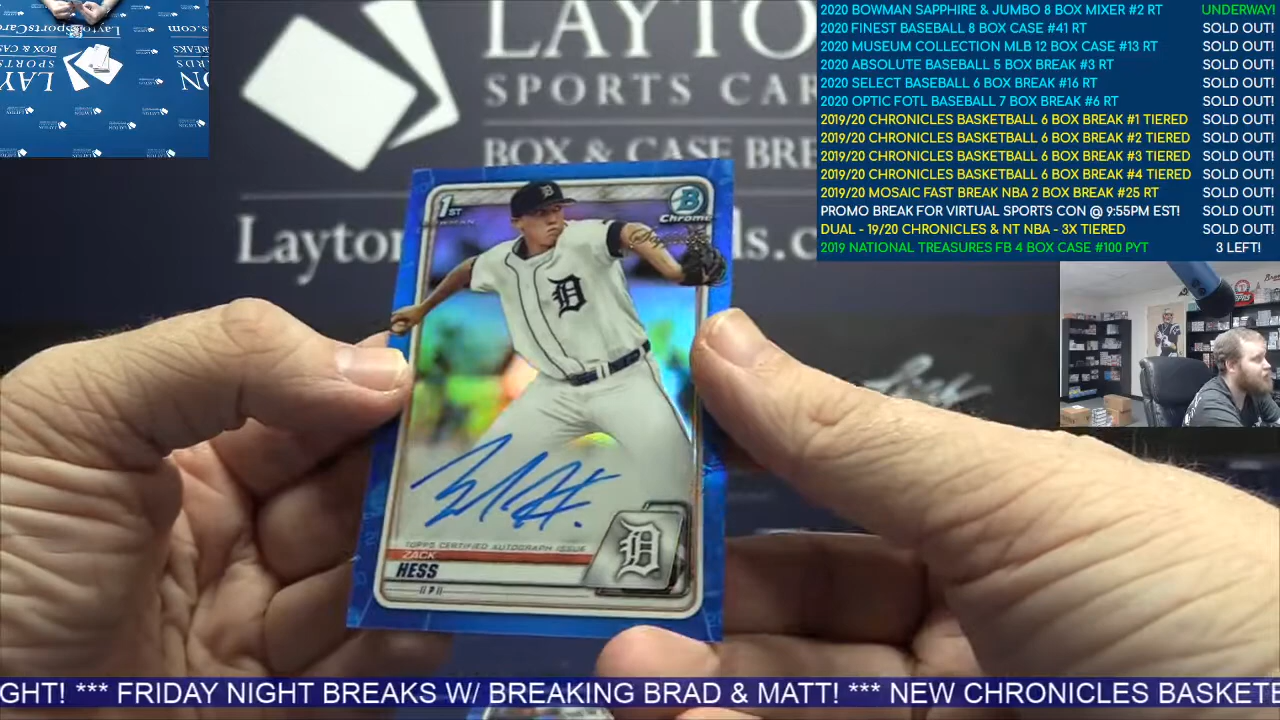 LAYTO
SPORTS CAR
BOX & CASE BRE
Layton
ds.c
2020 BOWMAN SAPPHIRE & JUMBO 8 BOX MIXER #2 RT UNDERWAY!
2020 FINEST BASEBALL 8 BOX CASE #41 RT SOLD OUT!
2020 MUSEUM COLLECTION MLB 12 BOX CASE #13 RT SOLD OUT!
2020 ABSOLUTE BASEBALL 5 BOX BREAK #3 RT SOLD OUT!
2020 SELECT BASEBALL 6 BOX BREAK #16 RT SOLD OUT!
2020 OPTIC FOTL BASEBALL 7 BOX BREAK #6 RT SOLD OUT!
2019/20 CHRONICLES BASKETBALL 6 BOX BREAK #1 TIERED SOLD OUT!
2019/20 CHRONICLES BASKETBALL 6 BOX BREAK #2 TIERED SOLD OUT!
2019/20 CHRONICLES BASKETBALL 6 BOX BREAK #3 TIERED SOLD OUT!
2019/20 CHRONICLES BASKETBALL 6 BOX BREAK #4 TIERED SOLD OUT!
2019/20 MOSAIC FAST BREAK NBA 2 BOX BREAK #25 RT SOLD OUT!
PROMO BREAK FOR VIRTUAL SPORTS CON @ 9:55PM EST! SOLD OUT!
DUAL - 19/20 CHRONICLES & NT NBA - 3X TIERED SOLD OUT!
2019 NATIONAL TREASURES FB 4 BOX CASE #100 PYT 3 LEFT!
1ST
BOWMAN
B
Chrome
D
D
TOPPS CERTIFIED AUTOGRAPH ISSUE
ZACK
HESS
// P //
D
GHT! *** FRIDAY NIGHT BREAKS W/ BREAKING BRAD & MATT! *** NEW CHRONICLES BASKETE